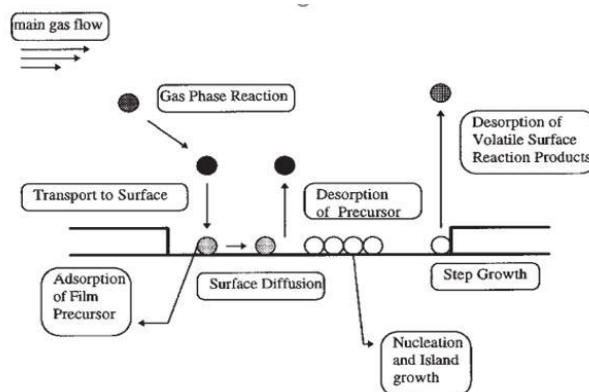 main gas flow
Gas Phase Reaction
Desorption of
Volatile Surface
Reaction Products
Transport to Surface
Desorption
of Precursor
Adsorption
of Film
Precursor
Surface Diffusion
Step Growth
Nucleation
and Island
growth